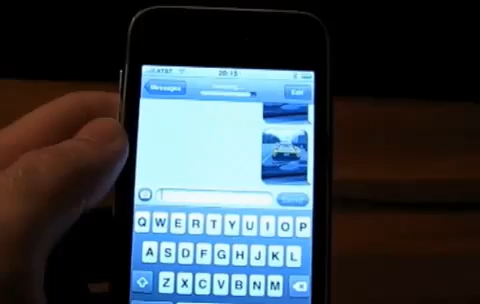 AT&T 20:15
Messages Edit
Q W E R T Y U I O P
A S D F G H J K L
Z X C V B N M